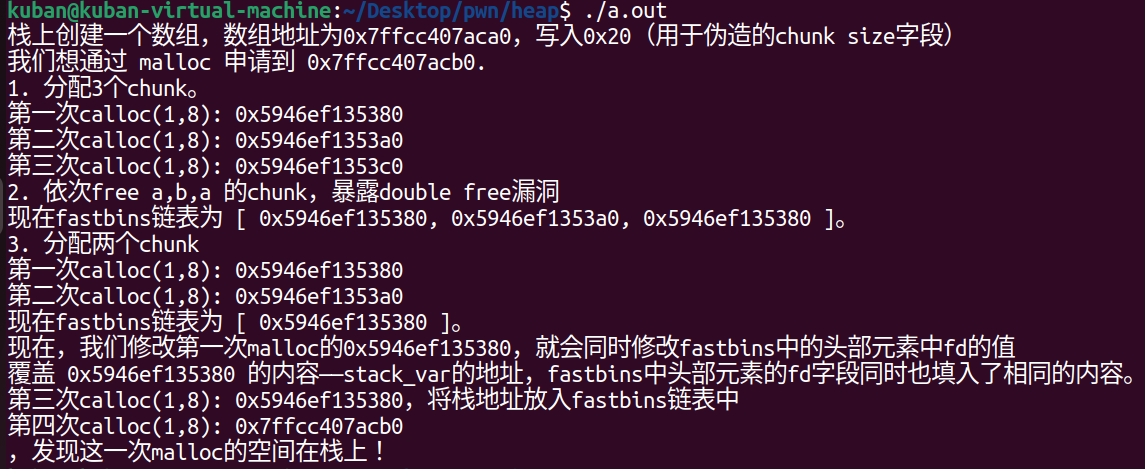 kuban@kuban-virtual-machine:~/Desktop/pwn/heap$ ./a.out
栈上创建一个数组，数组地址为0x7ffcc407aca0，写入0x20（用于伪造的chunk size字段）
我们想通过 malloc 申请到 0x7ffcc407acb0.
1. 分配3个chunk。
第一次calloc(1,8): 0x5946ef135380
第二次calloc(1,8): 0x5946ef1353a0
第三次calloc(1,8): 0x5946ef1353c0
2. 依次free a,b,a 的chunk，暴露double free漏洞
现在fastbins链表为 [ 0x5946ef135380, 0x5946ef1353a0, 0x5946ef135380 ]。
3. 分配两个chunk
第一次calloc(1,8): 0x5946ef135380
第二次calloc(1,8): 0x5946ef1353a0
现在fastbins链表为 [ 0x5946ef135380 ]。
现在，我们修改第一次malloc的0x5946ef135380，就会同时修改fastbins中的头部元素中fd的值
覆盖 0x5946ef135380 的内容——stack_var的地址，fastbins中头部元素的fd字段同时也填入了相同的内容。
第三次calloc(1,8): 0x5946ef135380，将栈地址放入fastbins链表中
第四次calloc(1,8): 0x7ffcc407acb0
，发现这一次malloc的空间在栈上！